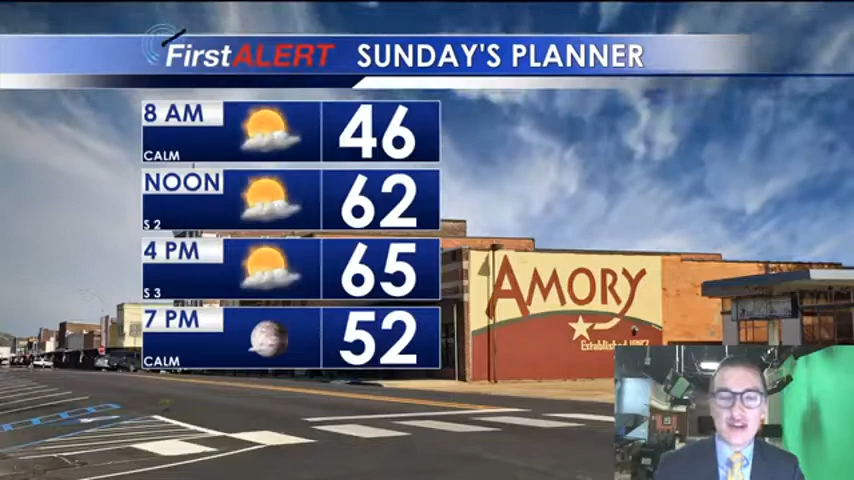 FirstALERT SUNDAY'S PLANNER
8 AM
CALM
46
NOON
S 2
62
4 PM
S 3
65
7 PM
CALM
52
AMORY
Established